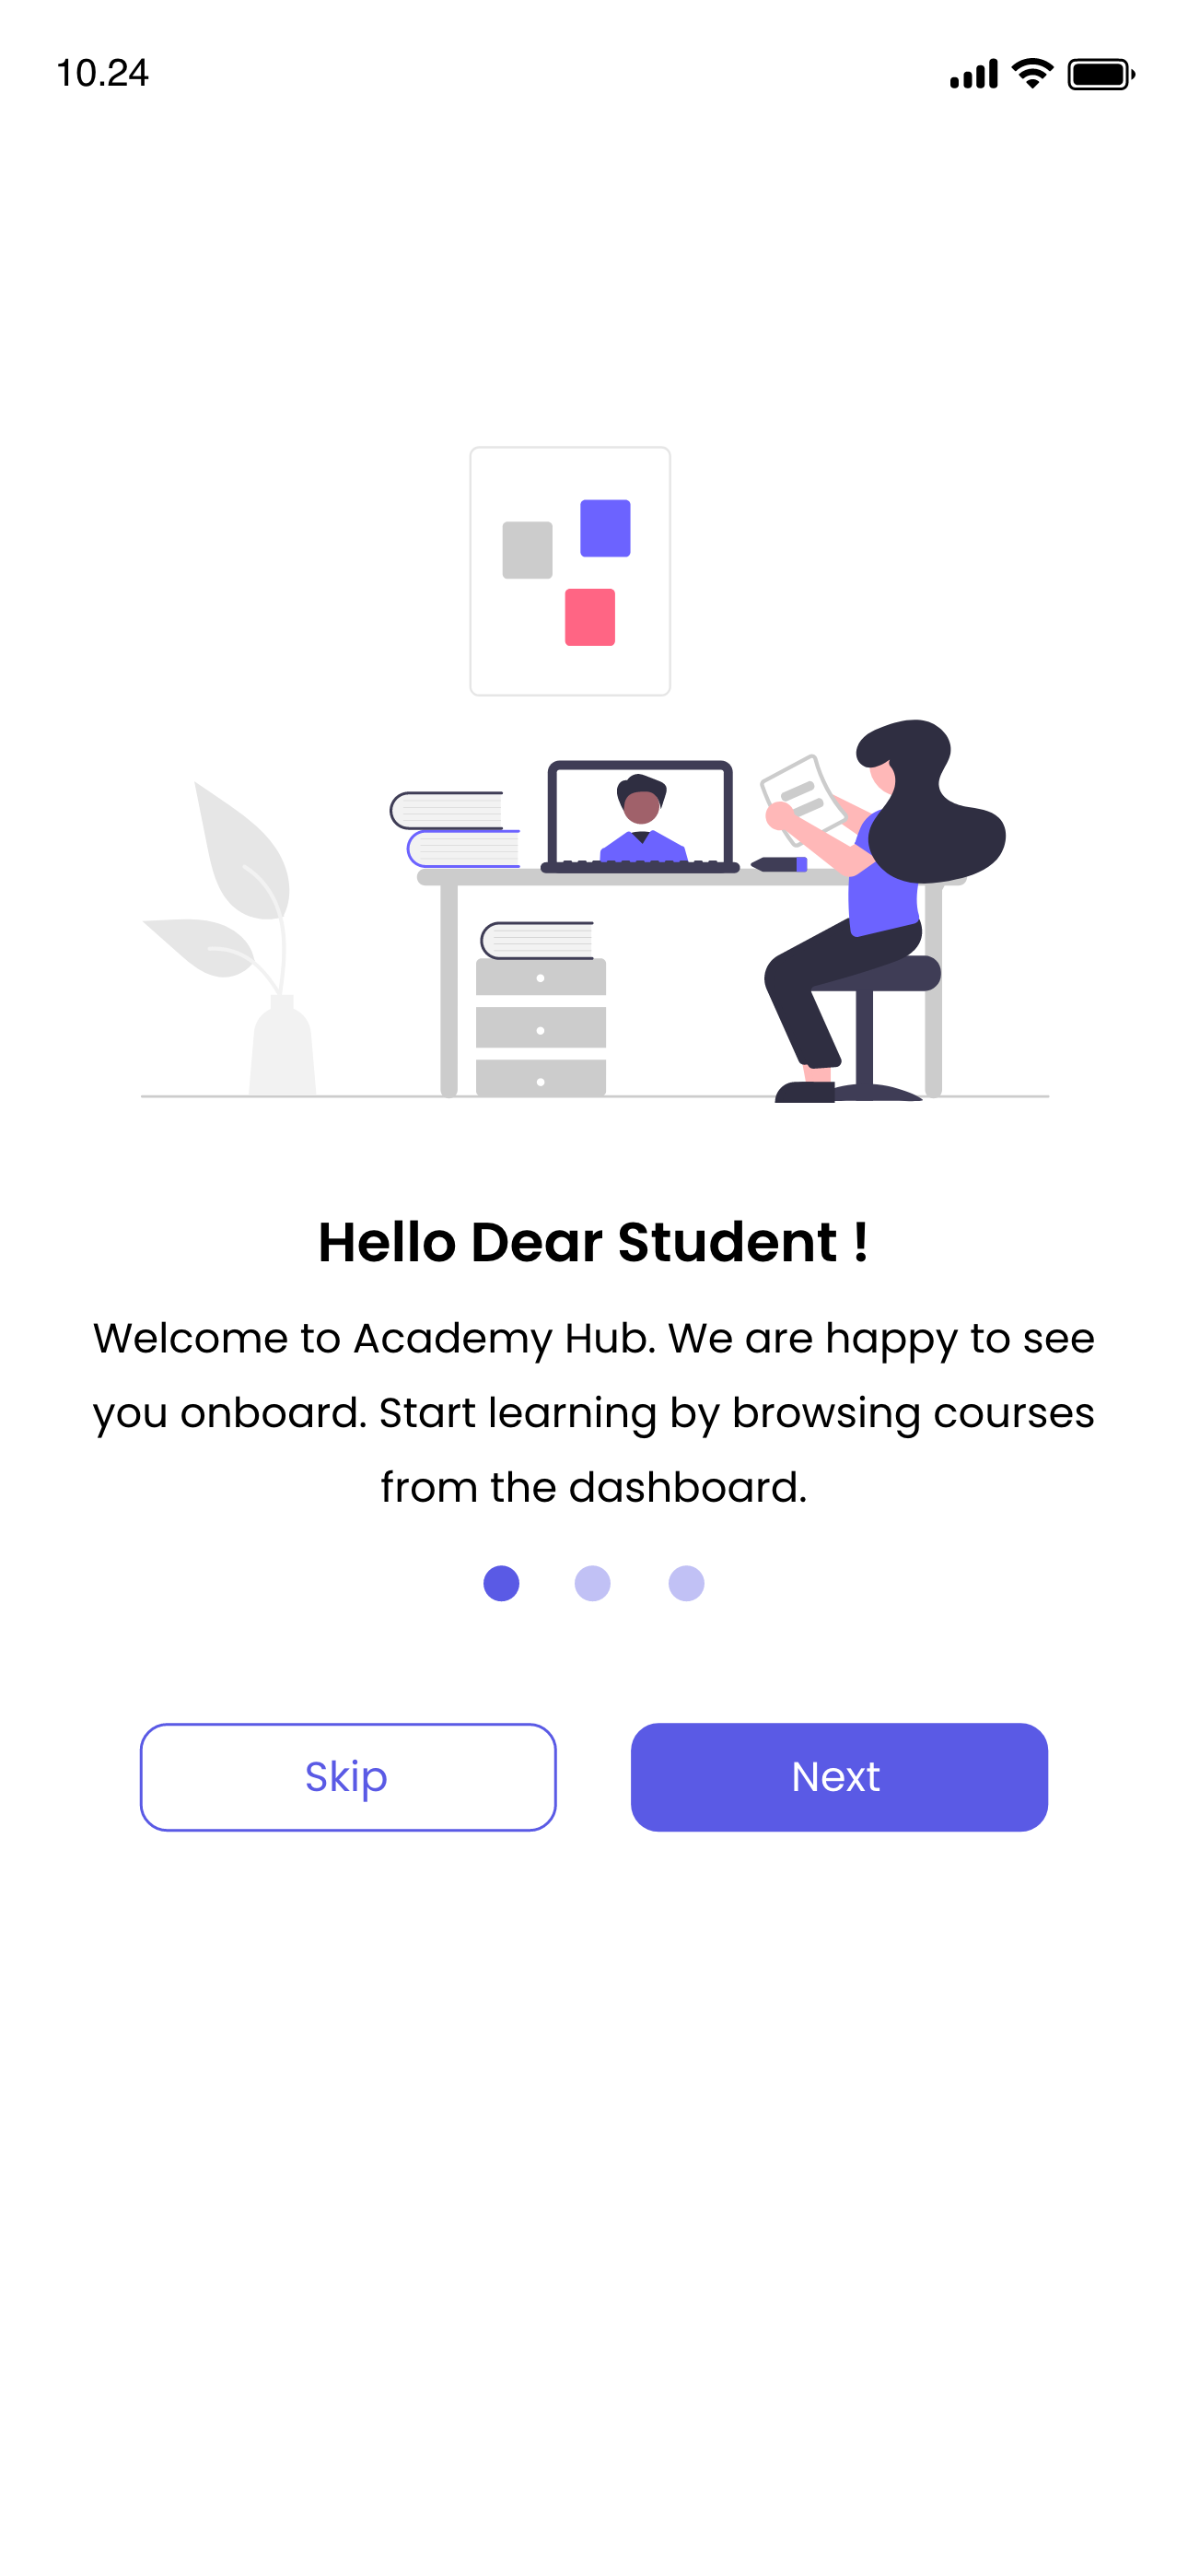 10.24
Hello Dear Student !
Welcome to Academy Hub. We are happy to see
you onboard. Start learning by browsing courses
from the dashboard.
Skip
Next